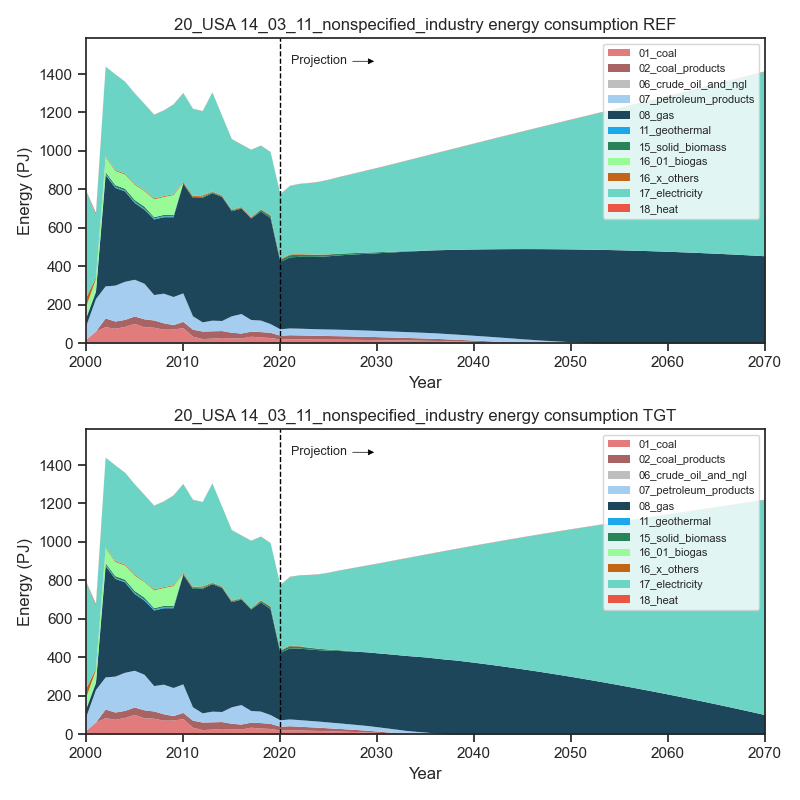 20_USA 14_03_11_nonspecified_industry energy consumption REF
Energy (PJ)
1400
1200
1000
800
600
400
200
0
Projection
01_coal
02_coal_products
06_crude_oil_and_ngl
07_petroleum_products
08_gas
11_geothermal
15_solid_biomass
16_01_biogas
16_x_others
17_electricity
18_heat
2000 2010 2020 2030 2040 2050 2060 2070
Year
20_USA 14_03_11_nonspecified_industry energy consumption TGT
Energy (PJ)
1400
1200
1000
800
600
400
200
0
Projection
01_coal
02_coal_products
06_crude_oil_and_ngl
07_petroleum_products
08_gas
11_geothermal
15_solid_biomass
16_01_biogas
16_x_others
17_electricity
18_heat
2000 2010 2020 2030 2040 2050 2060 2070
Year